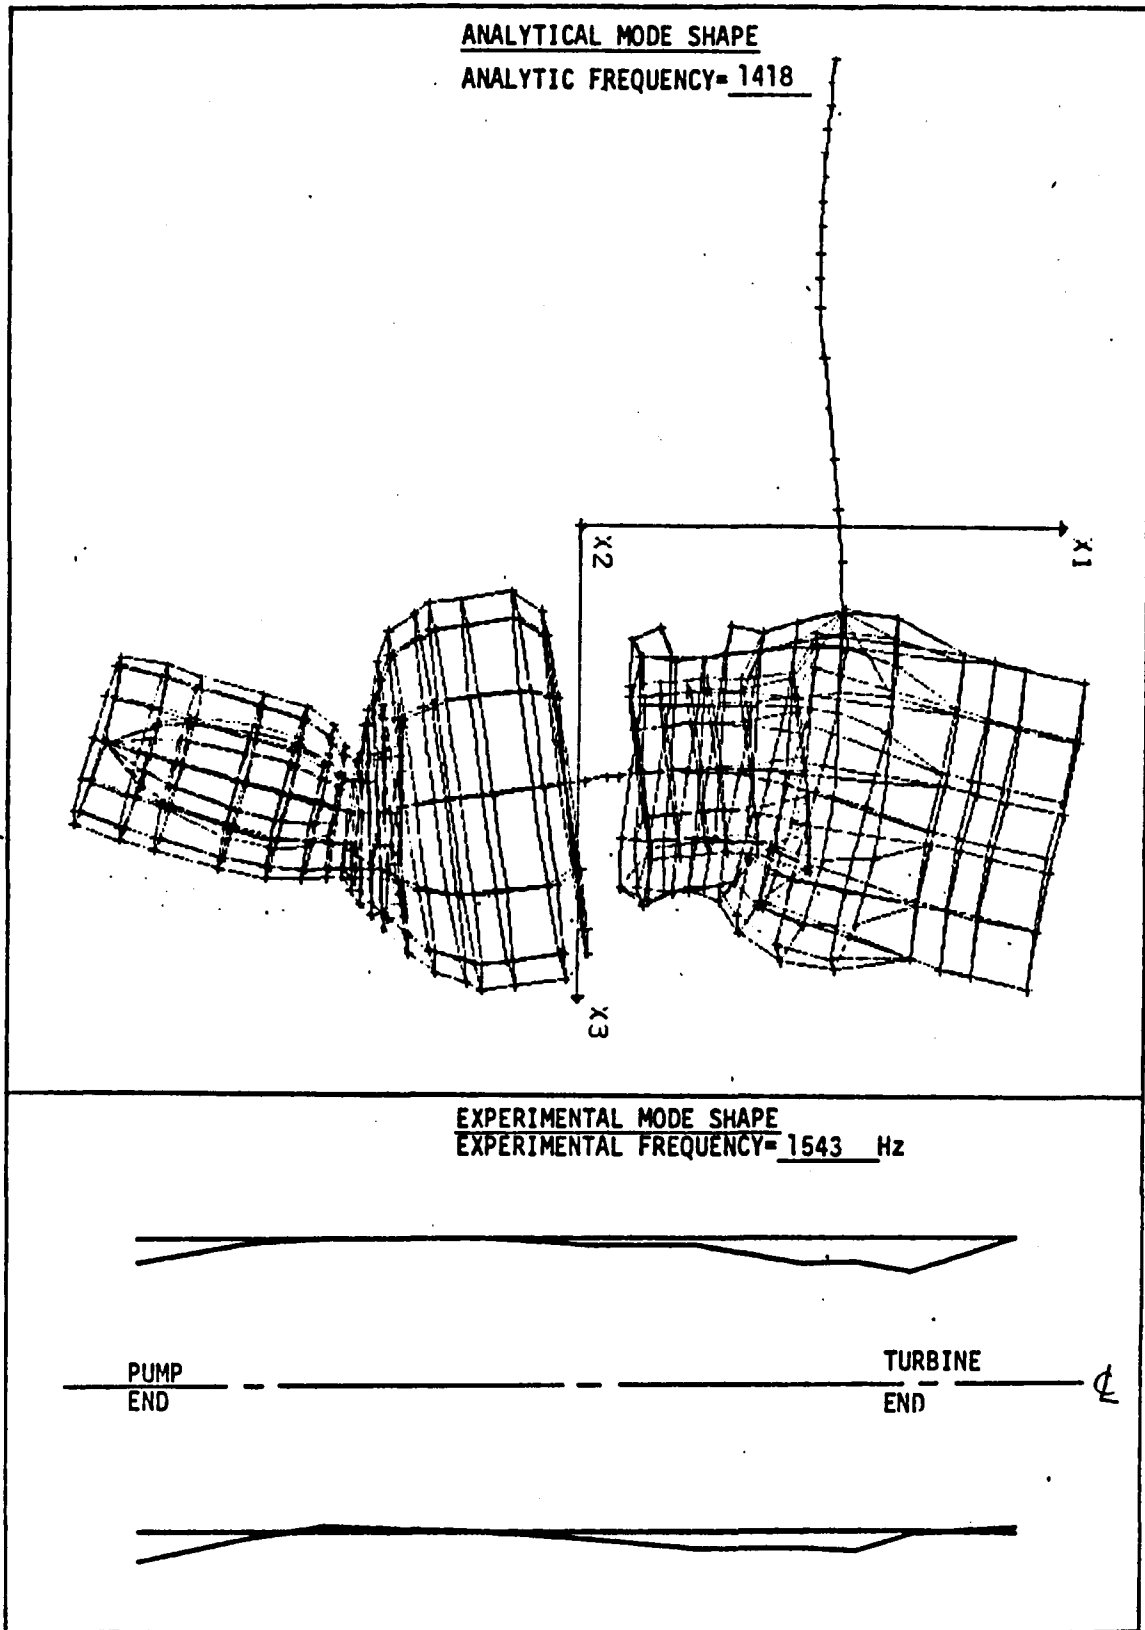 ANALYTICAL MODE SHAPE
ANALYTIC FREQUENCY= 1418
X2
X1
X3
EXPERIMENTAL MODE SHAPE
EXPERIMENTAL FREQUENCY= 1543 Hz
PUMP
END
TURBINE
END
℄